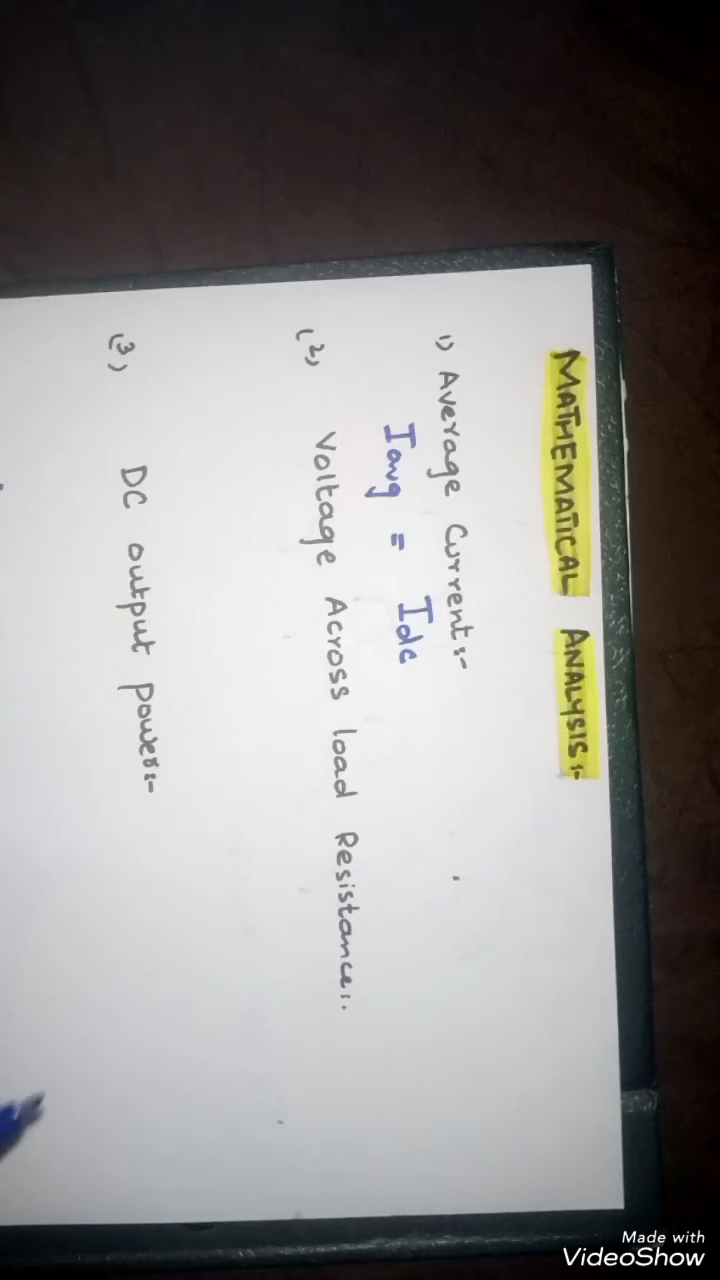 MATHEMATICAL ANALYSIS:-
1) Average Current:-
Iavg = Idc
(2) Voltage Across load Resistance:.
(3) DC output power:-
Made with
VideoShow